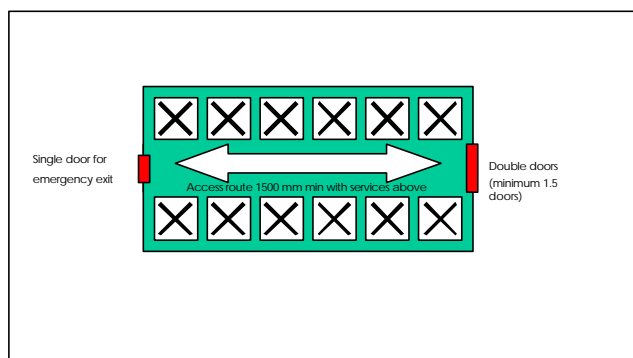 Single door for
emergency exit
Access route 1500 mm min with services above
Double doors
(minimum 1.5
doors)